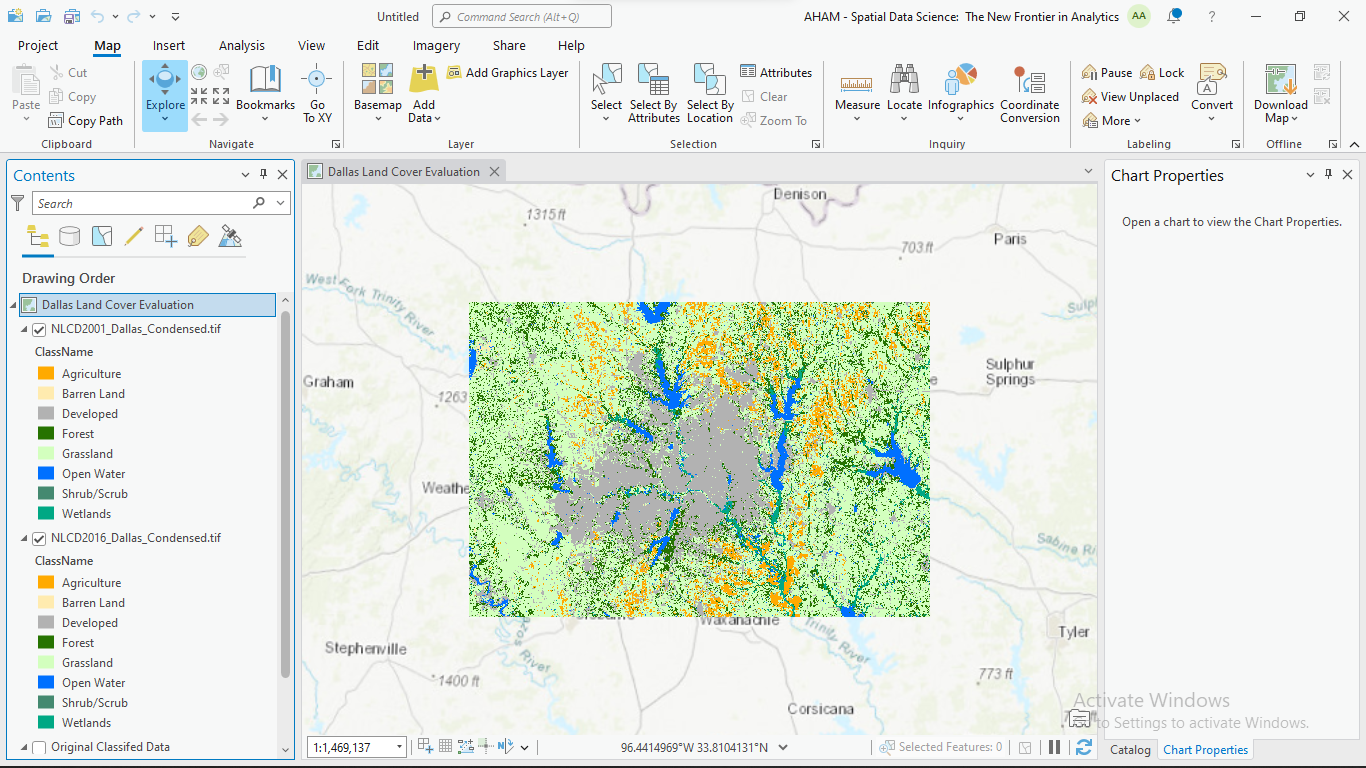 Untitled
Command Search (Alt+Q)
AHAM - Spatial Data Science: The New Frontier in Analytics
AA
?
Project
Map
Insert
Analysis
View
Edit
Imagery
Share
Help
Paste
Cut
Copy
Copy Path
Clipboard
Explore
Bookmarks
Go
To XY
Navigate
Basemap
Add
Data
Add Graphics Layer
Layer
Select
Select By
Attributes
Select By
Location
Attributes
Clear
Zoom To
Selection
Measure
Locate
Infographics
Coordinate
Conversion
Inquiry
Pause
Lock
View Unplaced
More
Convert
Labeling
Download
Map
Offline
Contents
Search
Drawing Order
Dallas Land Cover Evaluation
NLCD2001_Dallas_Condensed.tif
ClassName
Agriculture
Barren Land
Developed
Forest
Grassland
Open Water
Shrub/Scrub
Wetlands
NLCD2016_Dallas_Condensed.tif
ClassName
Agriculture
Barren Land
Developed
Forest
Grassland
Open Water
Shrub/Scrub
Wetlands
Original Classifed Data
Dallas Land Cover Evaluation
Denison
1315 ft
703 ft
Paris
West Fork Trinity
River
Sulp
Graham
1263
Sulphur
Springs
e
Weathe
Sabine Ri
Waxahachie
Trinity River
River
Stephenville
Tyler
1400 ft
773 ft
Corsicana
1:1,469,137
96.4414969°W 33.8104131°N
Selected Features: 0
Chart Properties
Open a chart to view the Chart Properties.
Activate Windows
to Settings to activate Windows.
Catalog
Chart Properties